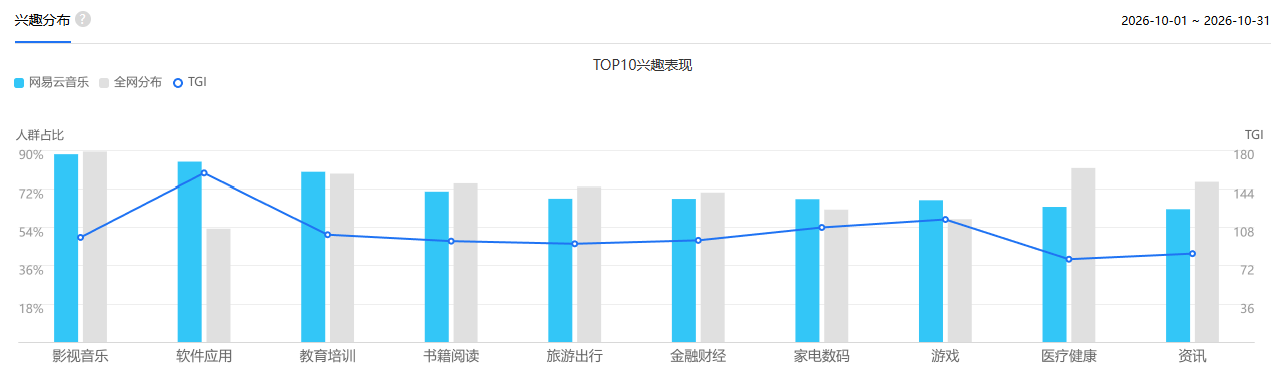 兴趣分布 ? 2026-10-01 ~ 2026-10-31
TOP10兴趣表现
网易云音乐 全网分布 TGI
人群占比 TGI
90% 180
72% 144
54% 108
36% 72
18% 36
影视音乐 软件应用 教育培训 书籍阅读 旅游出行 金融财经 家电数码 游戏 医疗健康 资讯